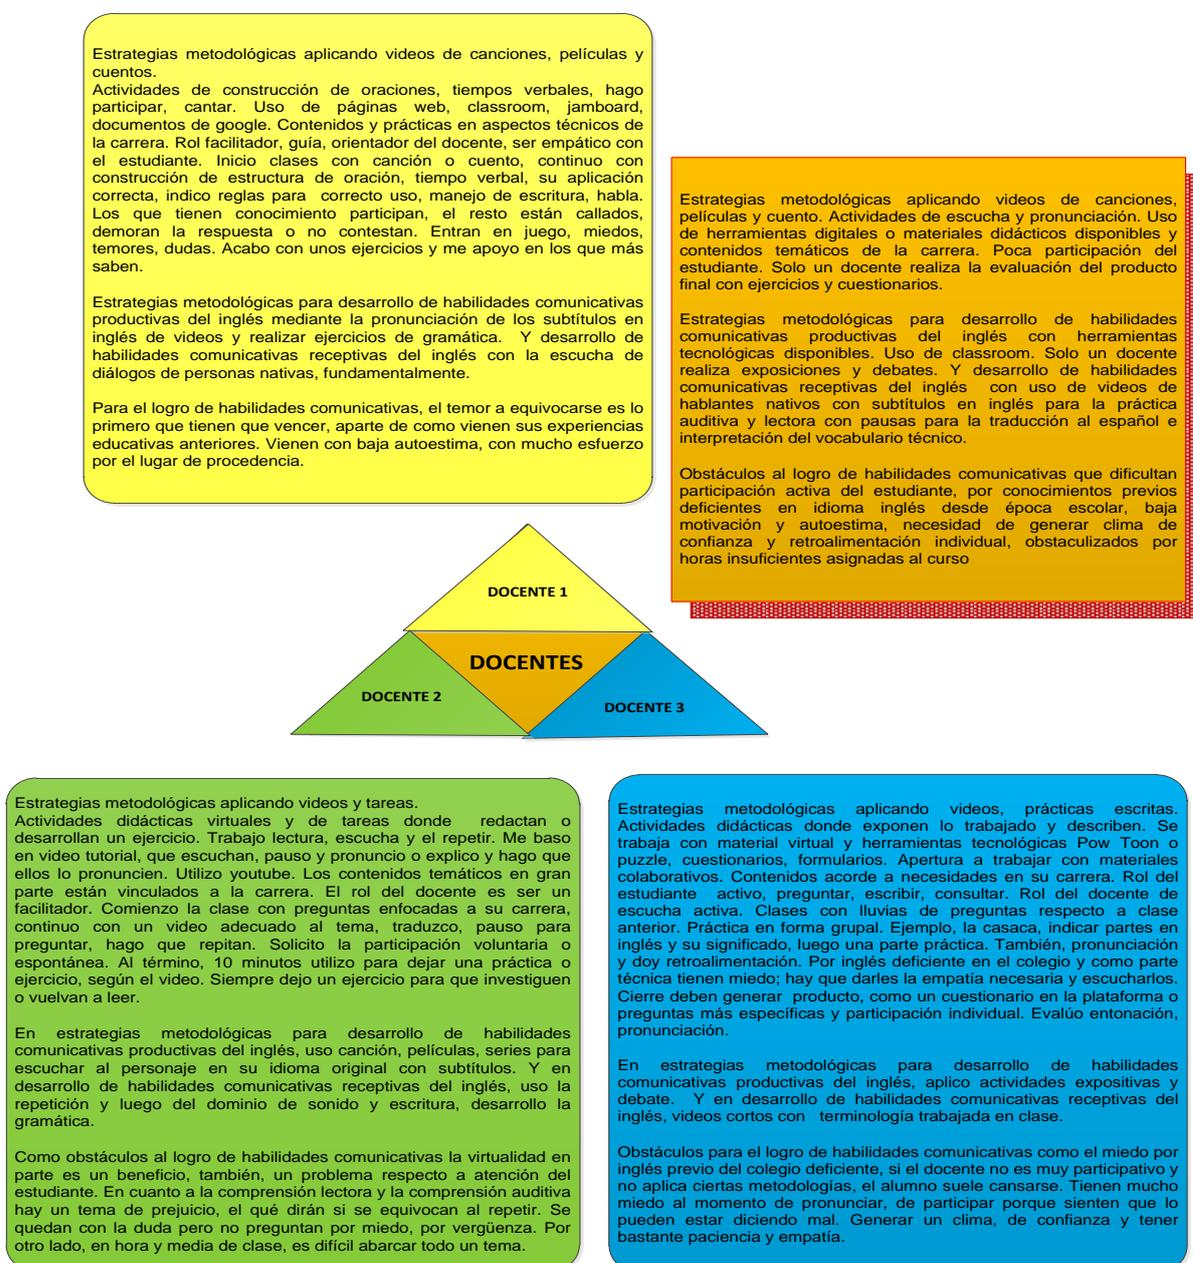 Estrategias metodológicas aplicando videos de canciones, películas y
cuentos.
Actividades de construcción de oraciones, tiempos verbales, hago
participar, cantar. Uso de páginas web, classroom, jamboard,
documentos de google. Contenidos y prácticas en aspectos técnicos de
la carrera. Rol facilitador, guía, orientador del docente, ser empático con
el estudiante. Inicio clases con canción o cuento, continuo con
construcción de estructura de oración, tiempo verbal, su aplicación
correcta, indico reglas para correcto uso, manejo de escritura, habla.
Los que tienen conocimiento participan, el resto están callados,
demoran la respuesta o no contestan. Entran en juego, miedos,
temores, dudas. Acabo con unos ejercicios y me apoyo en los que más
saben.
Estrategias metodológicas para desarrollo de habilidades comunicativas
productivas del inglés mediante la pronunciación de los subtítulos en
inglés de videos y realizar ejercicios de gramática. Y desarrollo de
habilidades comunicativas receptivas del inglés con la escucha de
diálogos de personas nativas, fundamentalmente.
Para el logro de habilidades comunicativas, el temor a equivocarse es lo
primero que tienen que vencer, aparte de como vienen sus experiencias
educativas anteriores. Vienen con baja autoestima, con mucho esfuerzo
por el lugar de procedencia.
Estrategias metodológicas aplicando videos de canciones,
películas y cuento. Actividades de escucha y pronunciación. Uso
de herramientas digitales o materiales didácticos disponibles y
contenidos temáticos de la carrera. Poca participación del
estudiante. Solo un docente realiza la evaluación del producto
final con ejercicios y cuestionarios.
Estrategias metodológicas para desarrollo de habilidades
comunicativas productivas del inglés con herramientas
tecnológicas disponibles. Uso de classroom. Solo un docente
realiza exposiciones y debates. Y desarrollo de habilidades
comunicativas receptivas del inglés con uso de videos de
hablantes nativos con subtítulos en inglés para la práctica
auditiva y lectora con pausas para la traducción al español e
interpretación del vocabulario técnico.
Obstáculos al logro de habilidades comunicativas que dificultan
participación activa del estudiante, por conocimientos previos
deficientes en idioma inglés desde época escolar, baja
motivación y autoestima, necesidad de generar clima de
confianza y retroalimentación individual, obstaculizados por
horas insuficientes asignadas al curso
DOCENTE 1
DOCENTES
DOCENTE 2
DOCENTE 3
Estrategias metodológicas aplicando videos y tareas.
Actividades didácticas virtuales y de tareas donde redactan o
desarrollan un ejercicio. Trabajo lectura, escucha y el repetir. Me baso
en video tutorial, que escuchan, pauso y pronuncio o explico y hago que
ellos lo pronuncien. Utilizo youtube. Los contenidos temáticos en gran
parte están vinculados a la carrera. El rol del docente es ser un
facilitador. Comienzo la clase con preguntas enfocadas a su carrera,
continuo con un video adecuado al tema, traduzco, pauso para
preguntar, hago que repitan. Solicito la participación voluntaria o
espontánea. Al término, 10 minutos utilizo para dejar una práctica o
ejercicio, según el video. Siempre dejo un ejercicio para que investiguen
o vuelvan a leer.
En estrategias metodológicas para desarrollo de habilidades
comunicativas productivas del inglés, uso canción, películas, series para
escuchar al personaje en su idioma original con subtítulos. Y en
desarrollo de habilidades comunicativas receptivas del inglés, uso la
repetición y luego del dominio de sonido y escritura, desarrollo la
gramática.
Como obstáculos al logro de habilidades comunicativas la virtualidad en
parte es un beneficio, también, un problema respecto a atención del
estudiante. En cuanto a la comprensión lectora y la comprensión auditiva
hay un tema de prejuicio, el qué dirán si se equivocan al repetir. Se
quedan con la duda pero no preguntan por miedo, por vergüenza. Por
otro lado, en hora y media de clase, es difícil abarcar todo un tema.
Estrategias metodológicas aplicando videos, prácticas escritas.
Actividades didácticas donde exponen lo trabajado y describen. Se
trabaja con material virtual y herramientas tecnológicas Pow Toon o
puzzle, cuestionarios, formularios. Apertura a trabajar con materiales
colaborativos. Contenidos acorde a necesidades en su carrera. Rol del
estudiante activo, preguntar, escribir, consultar. Rol del docente de
escucha activa. Clases con lluvias de preguntas respecto a clase
anterior. Práctica en forma grupal. Ejemplo, la casaca, indicar partes en
inglés y su significado, luego una parte práctica. También, pronunciación
y doy retroalimentación. Por inglés deficiente en el colegio y como parte
técnica tienen miedo; hay que darles la empatía necesaria y escucharlos.
Cierre deben generar producto, como un cuestionario en la plataforma o
preguntas más específicas y participación individual. Evalúo entonación,
pronunciación.
En estrategias metodológicas para desarrollo de habilidades
comunicativas productivas del inglés, aplico actividades expositivas y
debate. Y en desarrollo de habilidades comunicativas receptivas del
inglés, videos cortos con terminología trabajada en clase.
Obstáculos para el logro de habilidades comunicativas como el miedo por
inglés previo del colegio deficiente, si el docente no es muy participativo y
no aplica ciertas metodologías, el alumno suele cansarse. Tienen mucho
miedo al momento de pronunciar, de participar porque sienten que lo
pueden estar diciendo mal. Generar un clima, de confianza y tener
bastante paciencia y empatía.